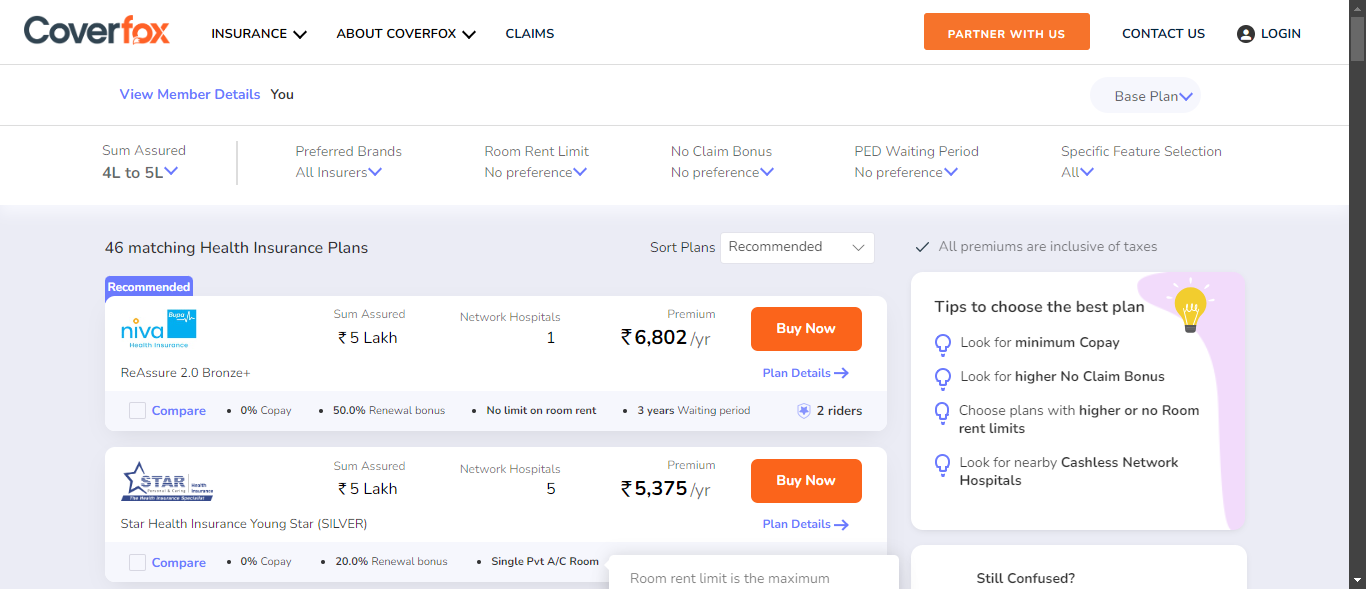 Coverfox
INSURANCE
ABOUT COVERFOX
CLAIMS
PARTNER WITH US
CONTACT US
LOGIN
View Member Details You
Base Plan
Sum Assured
4L to 5L
Preferred Brands
All Insurers
Room Rent Limit
No preference
No Claim Bonus
No preference
PED Waiting Period
No preference
Specific Feature Selection
All
46 matching Health Insurance Plans
Sort Plans
Recommended
All premiums are inclusive of taxes
Recommended
niva
Bupa
Health Insurance
Sum Assured
₹ 5 Lakh
Network Hospitals
1
Premium
₹6,802 /yr
Buy Now
ReAssure 2.0 Bronze+
Plan Details
Compare
• 0% Copay
• 50.0% Renewal bonus
• No limit on room rent
• 3 years Waiting period
2 riders
STAR
Health
Insurance
Personal & Caring
The Health Insurance Specialist
Sum Assured
₹ 5 Lakh
Network Hospitals
5
Premium
₹5,375 /yr
Buy Now
Star Health Insurance Young Star (SILVER)
Plan Details
Compare
• 0% Copay
• 20.0% Renewal bonus
• Single Pvt A/C Room
Room rent limit is the maximum
Tips to choose the best plan
Look for minimum Copay
Look for higher No Claim Bonus
Choose plans with higher or no Room
rent limits
Look for nearby Cashless Network
Hospitals
Still Confused?